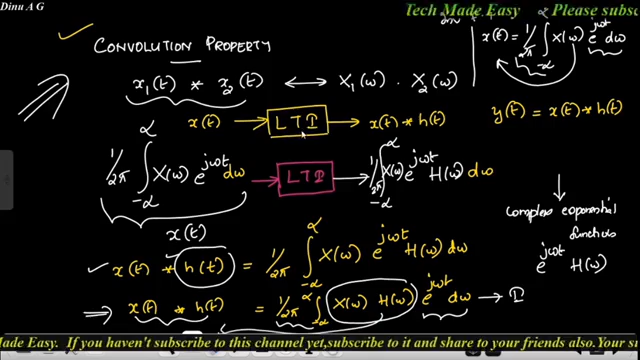 Dinu A G
Tech Made Easy Please subscribe
x(t) = 1/2π ∫_{-α}^{α} X(ω) e^{jωt} dω
CONVOLUTION PROPERTY
x₁(t) * x₂(t) ⟷ X₁(ω) . X₂(ω)
x(t) → LTI → x(t) * h(t)
y(t) = x(t) * h(t)
1/2π ∫_{-α}^{α} X(ω) e^{jωt} dω → LTI → 1/2π ∫_{-α}^{α} X(ω) e^{jωt} H(ω) dω
x(t)
complex exponential
functions
e^{jωt} H(ω)
x(t) * h(t) = 1/2π ∫_{-α}^{α} X(ω) e^{jωt} H(ω) dω
⇒ x(t) * h(t) = 1/2π ∫_{-α}^{α} X(ω) H(ω) e^{jωt} dω → I
Made Easy. If you haven't subscribe to this channel yet,subscribe to it and share to your friends also.Your